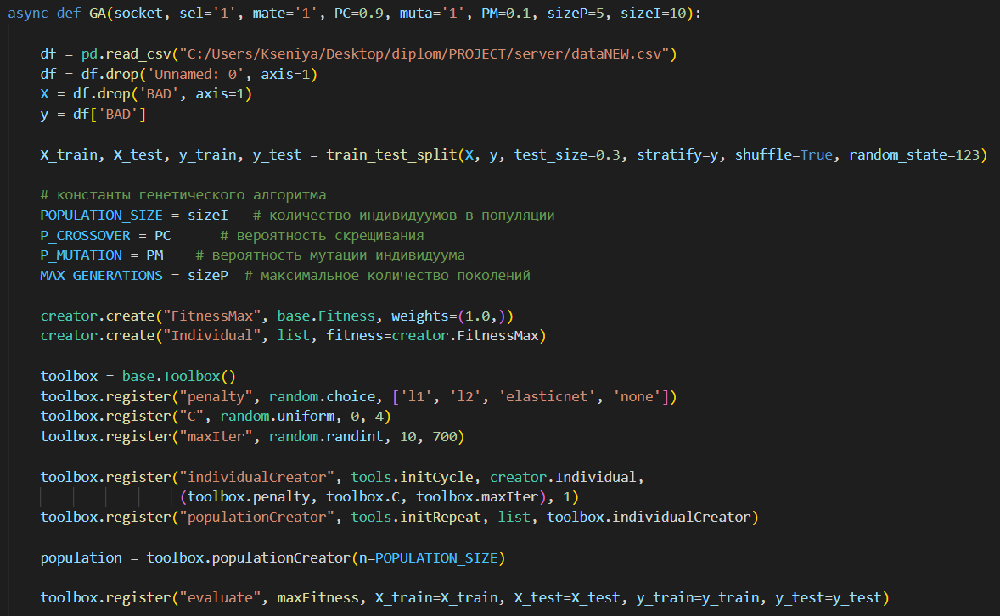 async def GA(socket, sel='1', mate='1', PC=0.9, muta='1', PM=0.1, sizeP=5, sizeI=10):
df = pd.read_csv("C:/Users/Kseniya/Desktop/diplom/PROJECT/server/dataNEW.csv")
df = df.drop('Unnamed: 0', axis=1)
X = df.drop('BAD', axis=1)
y = df['BAD']
X_train, X_test, y_train, y_test = train_test_split(X, y, test_size=0.3, stratify=y, shuffle=True, random_state=123)
# константы генетического алгоритма
POPULATION_SIZE = sizeI   # количество индивидуумов в популяции
P_CROSSOVER = PC      # вероятность скрещивания
P_MUTATION = PM    # вероятность мутации индивидуума
MAX_GENERATIONS = sizeP  # максимальное количество поколений
creator.create("FitnessMax", base.Fitness, weights=(1.0,))
creator.create("Individual", list, fitness=creator.FitnessMax)
toolbox = base.Toolbox()
toolbox.register("penalty", random.choice, ['l1', 'l2', 'elasticnet', 'none'])
toolbox.register("C", random.uniform, 0, 4)
toolbox.register("maxIter", random.randint, 10, 700)
toolbox.register("individualCreator", tools.initCycle, creator.Individual,
(toolbox.penalty, toolbox.C, toolbox.maxIter), 1)
toolbox.register("populationCreator", tools.initRepeat, list, toolbox.individualCreator)
population = toolbox.populationCreator(n=POPULATION_SIZE)
toolbox.register("evaluate", maxFitness, X_train=X_train, X_test=X_test, y_train=y_train, y_test=y_test)